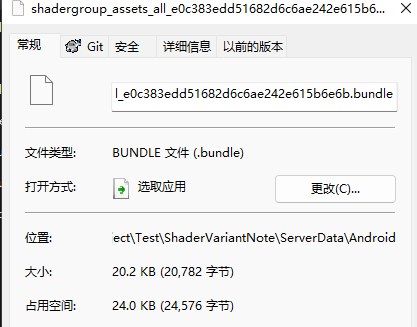 shadergroup_assets_all_e0c383edd51682d6c6ae242e615b6...
常规 Git 安全 详细信息 以前的版本
l_e0c383edd51682d6c6ae242e615b6e6b.bundle
文件类型: BUNDLE 文件 (.bundle)
打开方式: 选取应用 更改(C)...
位置: ject\Test\ShaderVariantNote\ServerData\Android
大小: 20.2 KB (20,782 字节)
占用空间: 24.0 KB (24,576 字节)